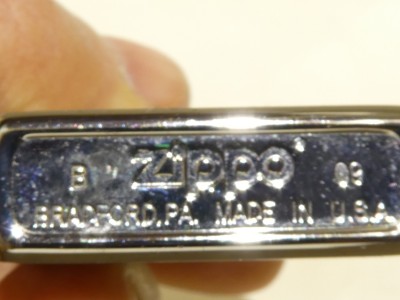 B Zippo 09
BRADFORD, PA. MADE IN U.S.A.